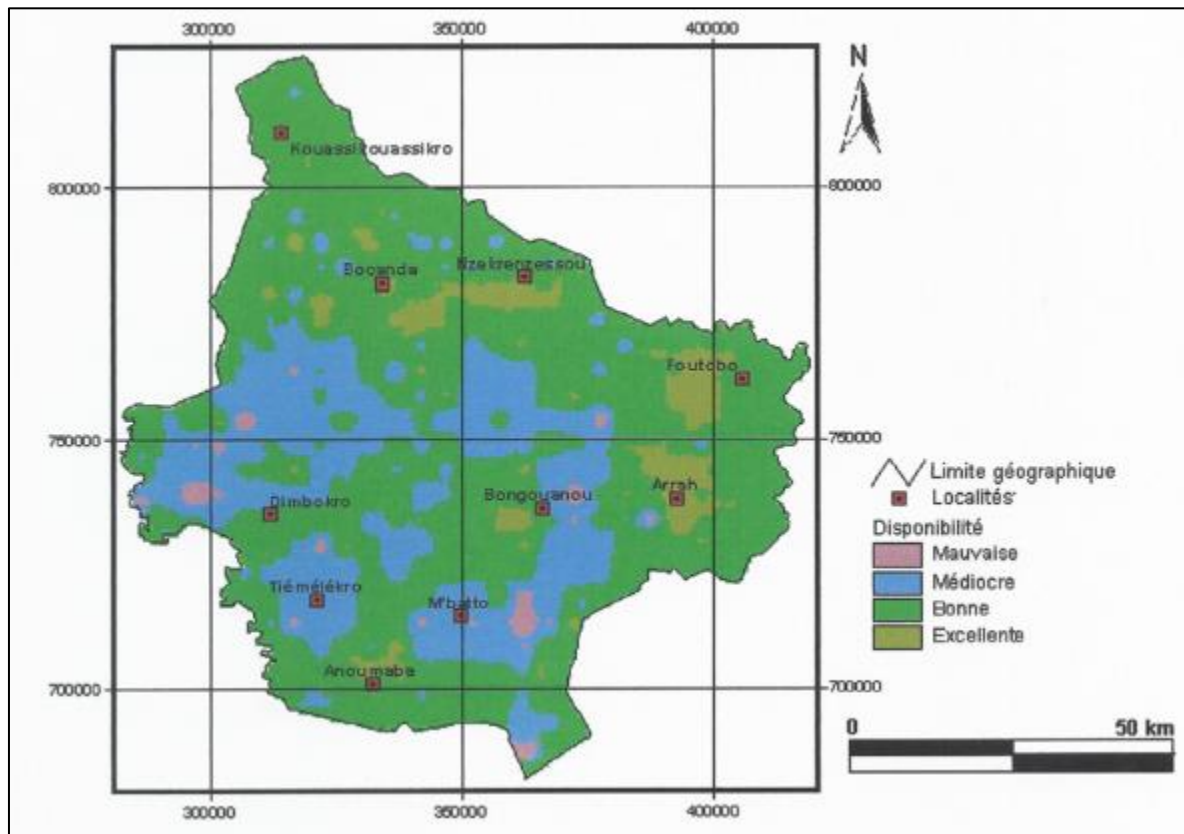 300000 350000 400000
N
Kouassikouassikro
800000 800000
Bocanda Nzekrenzessou
Foutobo
750000 750000
Limite géographique
Localités
Dimbokro Bongouanou Arrah
Disponibilité
Mauvaise
Médiocre
Tiémélékro M'batto
Bonne
Excellente
Anoumaba
700000 700000
0 50 km
300000 350000 400000